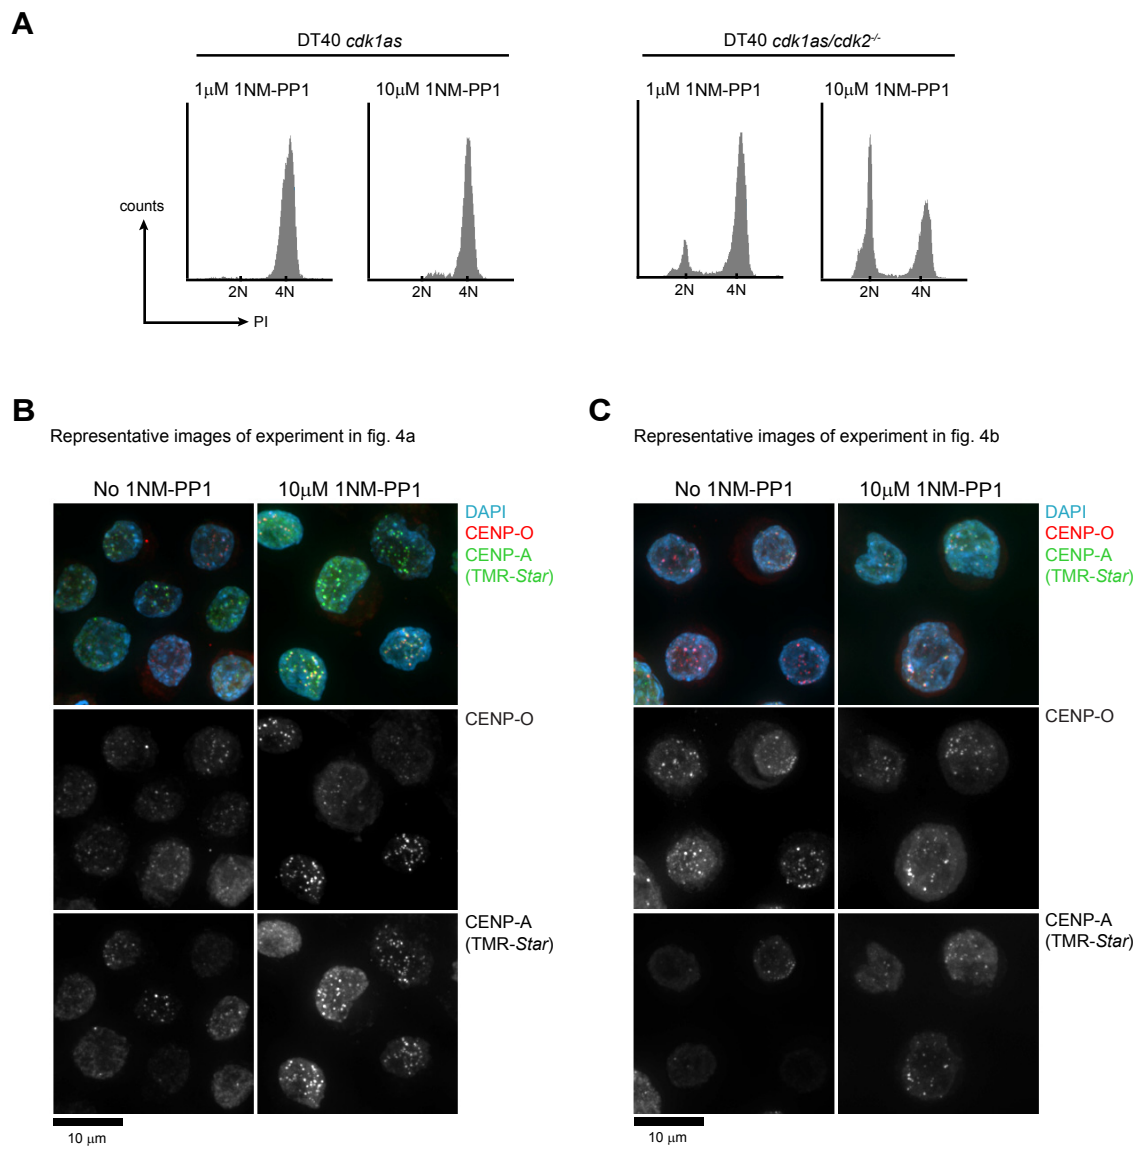 A
DT40 cdk1as
DT40 cdk1as/cdk2-/-
1μM 1NM-PP1
10μM 1NM-PP1
1μM 1NM-PP1
10μM 1NM-PP1
counts
2N 4N
2N 4N
2N 4N
2N 4N
PI
B
Representative images of experiment in fig. 4a
No 1NM-PP1
10μM 1NM-PP1
DAPI
CENP-O
CENP-A
(TMR-Star)
CENP-O
CENP-A
(TMR-Star)
10 μm
C
Representative images of experiment in fig. 4b
No 1NM-PP1
10μM 1NM-PP1
DAPI
CENP-O
CENP-A
(TMR-Star)
CENP-O
CENP-A
(TMR-Star)
10 μm